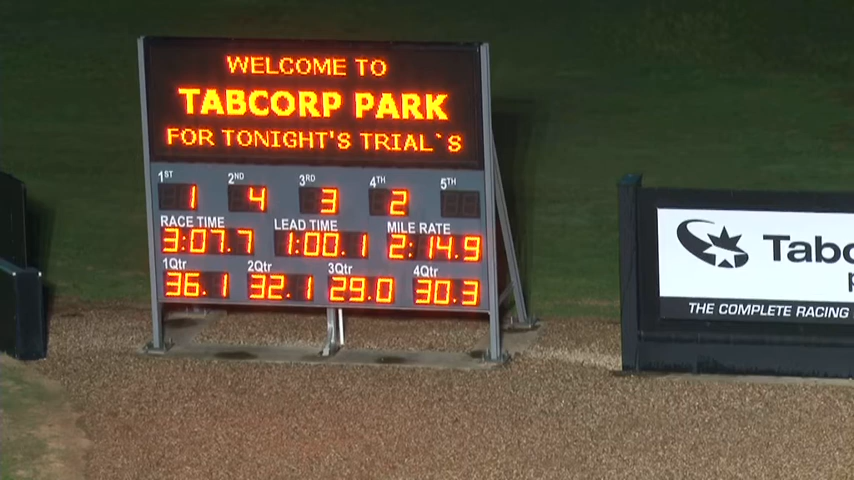 WELCOME TO
TABCORP PARK
FOR TONIGHT'S TRIAL`S
1ST 2ND 3RD 4TH 5TH
1 4 3 2
RACE TIME LEAD TIME MILE RATE
3:07.7 1:00.1 2:14.9
1Qtr 2Qtr 3Qtr 4Qtr
36.1 32.1 29.0 30.3
THE COMPLETE RACING